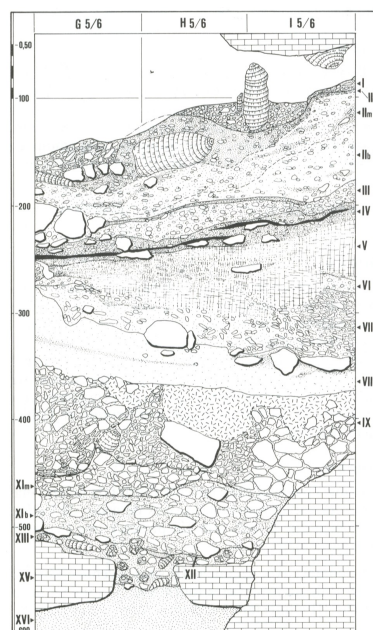 G 5/6 H 5/6 I 5/6
-0,50
I
II
-100
IIm
IIb
III
-200
IV
V
VI
-300
VII
VII
-400
IX
XIm
XIb
-500
XIII
XII
XV
XVI